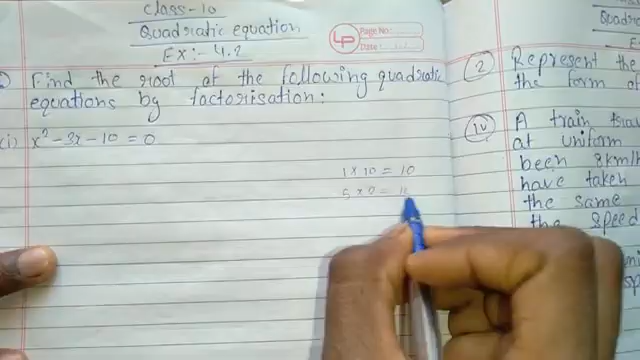 Class-10
Quadratic equation
Ex:- 4.2
LP
Page No:
Date:
Find the root of the following quadratic
equations by factorisation:
(i) x² - 3x - 10 = 0
1 × 10 = 10
5 ×
2 Represent the
the form of
iv A train trav
at uniform
been 8km/h
have taken
the same
the speed